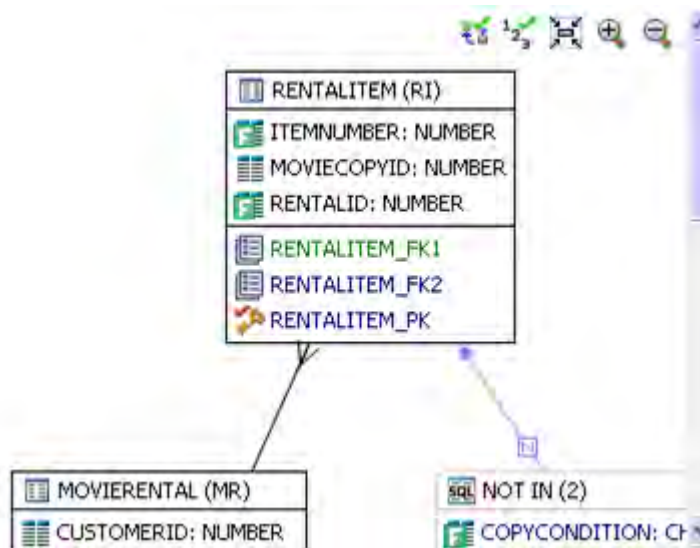 RENTALITEM (RI)
ITEMNUMBER: NUMBER
MOVIECOPYID: NUMBER
RENTALID: NUMBER
RENTALITEM_FK1
RENTALITEM_FK2
RENTALITEM_PK
MOVIERENTAL (MR)
CUSTOMERID: NUMBER
SQL NOT IN (2)
COPYCONDITION: CH